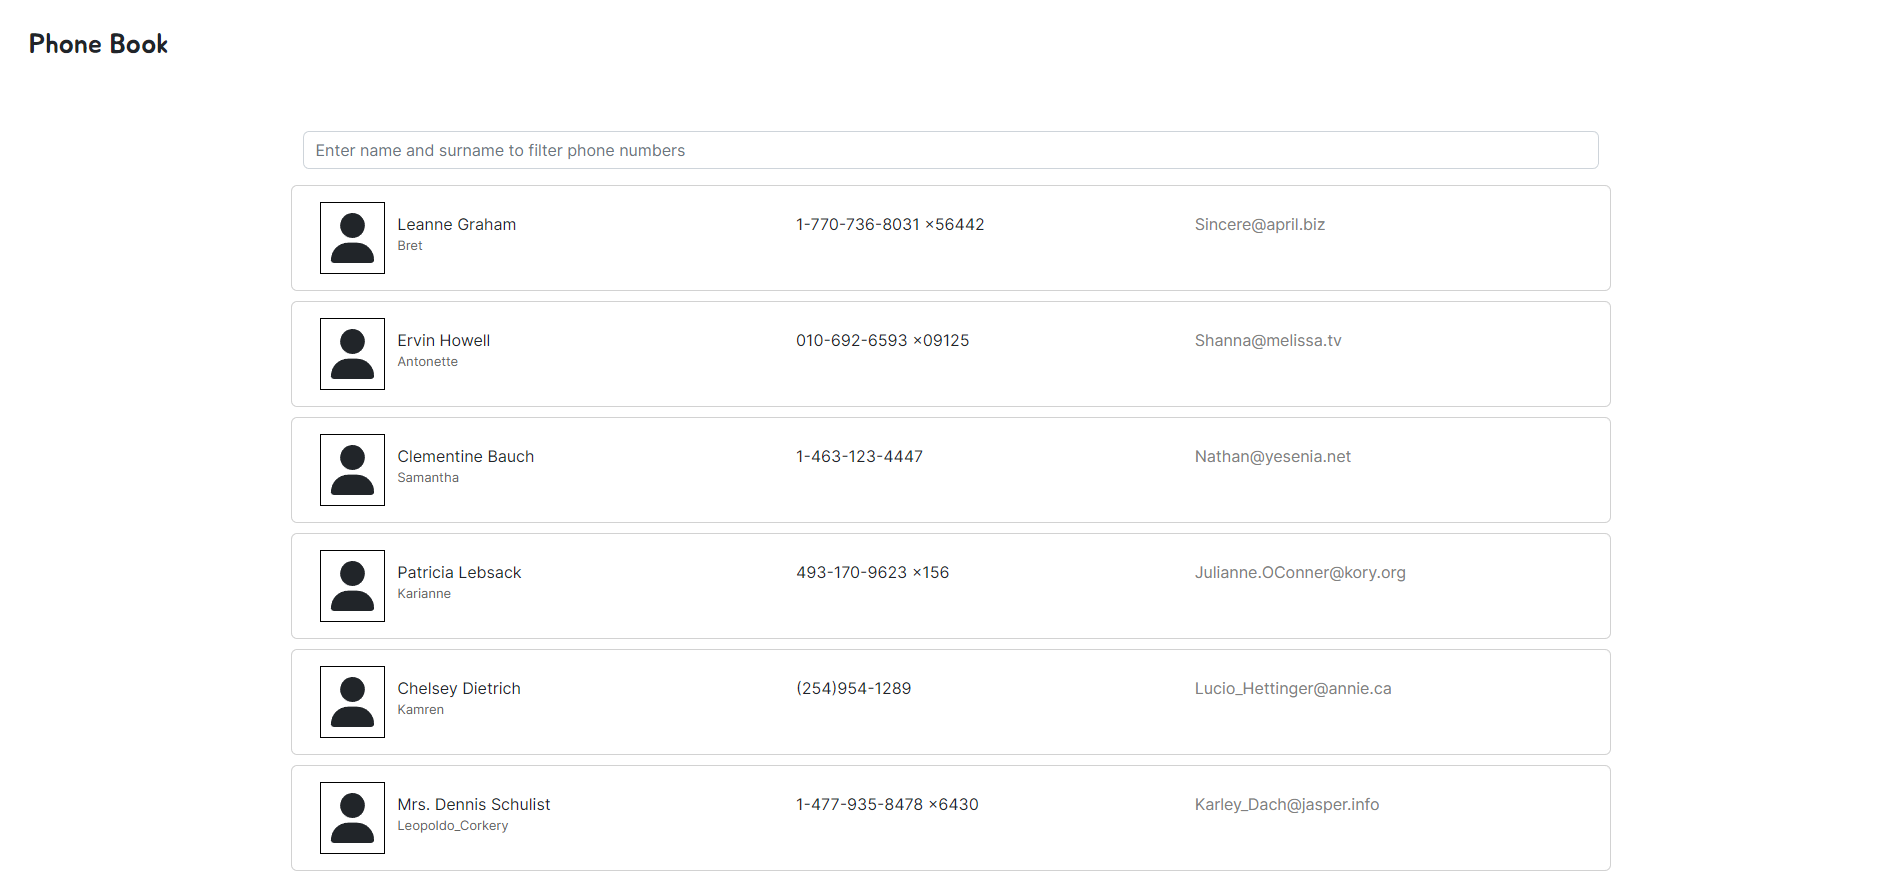 Phone Book
Enter name and surname to filter phone numbers
Leanne Graham 1-770-736-8031 x56442 Sincere@april.biz
Bret
Ervin Howell 010-692-6593 x09125 Shanna@melissa.tv
Antonette
Clementine Bauch 1-463-123-4447 Nathan@yesenia.net
Samantha
Patricia Lebsack 493-170-9623 x156 Julianne.OConner@kory.org
Karianne
Chelsey Dietrich (254)954-1289 Lucio_Hettinger@annie.ca
Kamren
Mrs. Dennis Schulist 1-477-935-8478 x6430 Karley_Dach@jasper.info
Leopoldo_Corkery